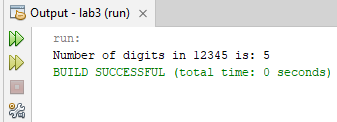 Output - lab3 (run)
run:
Number of digits in 12345 is: 5
BUILD SUCCESSFUL (total time: 0 seconds)